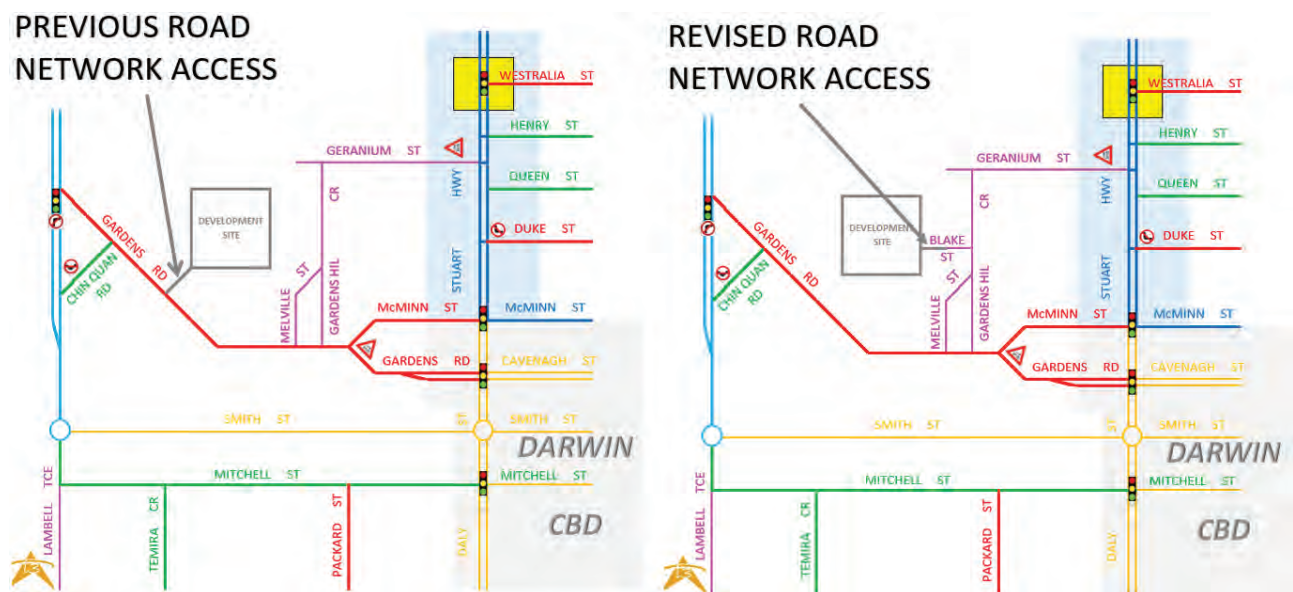 PREVIOUS ROAD
NETWORK ACCESS
WESTRALIA ST
HENRY ST
GERANIUM ST
QUEEN ST
HWY
CR
DEVELOPMENT
SITE
GARDENS RD
DUKE ST
CHIN QUAN
RD
STUART
MELVILLE ST
GARDENS HIL
McMINN ST
McMINN ST
GARDENS RD
CAVENAGH ST
SMITH ST
ST
SMITH ST
DARWIN
MITCHELL ST
MITCHELL ST
LAMBELL TCE
TEMIRA CR
PACKARD ST
DALY
CBD
REVISED ROAD
NETWORK ACCESS
WESTRALIA ST
HENRY ST
GERANIUM ST
QUEEN ST
HWY
CR
DEVELOPMENT
SITE
BLAKE
ST
GARDENS RD
DUKE ST
CHIN QUAN
RD
STUART
MELVILLE ST
GARDENS HIL
McMINN ST
McMINN ST
GARDENS RD
CAVENAGH ST
SMITH ST
ST
SMITH ST
DARWIN
MITCHELL ST
MITCHELL ST
LAMBELL TCE
TEMIRA CR
PACKARD ST
DALY
CBD